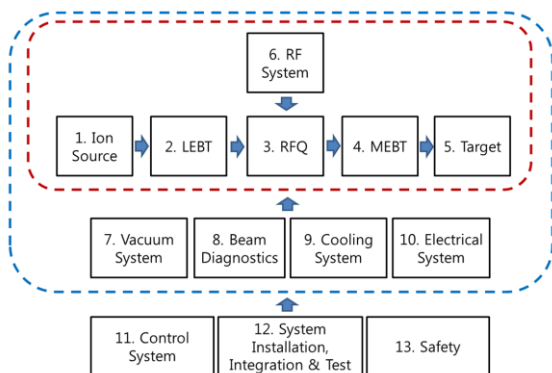 6. RF
System
1. Ion
Source
2. LEBT
3. RFQ
4. MEBT
5. Target
7. Vacuum
System
8. Beam
Diagnostics
9. Cooling
System
10. Electrical
System
11. Control
System
12. System
Installation,
Integration & Test
13. Safety